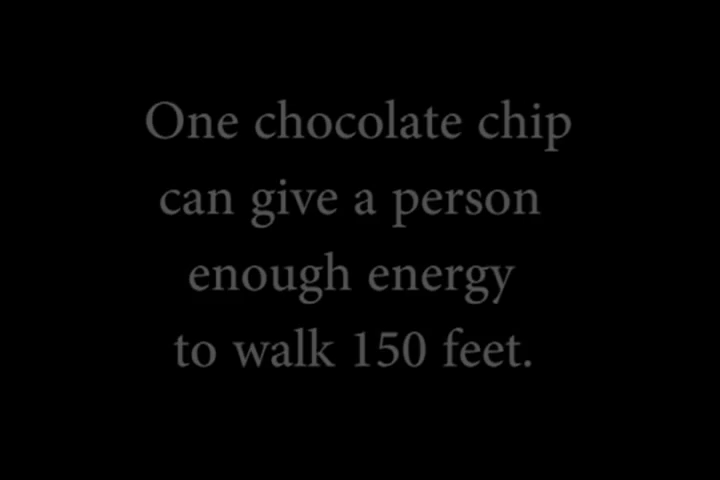 One chocolate chip
can give a person
enough energy
to walk 150 feet.